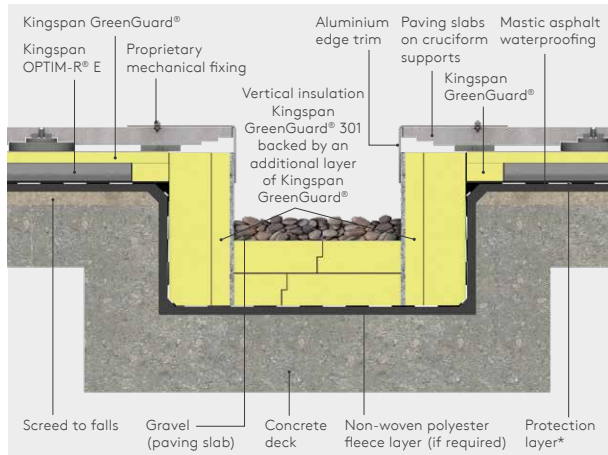 Kingspan GreenGuard®
Kingspan
OPTIM-R® E
Proprietary
mechanical fixing
Vertical insulation
Kingspan
GreenGuard® 301
backed by an
additional layer
of Kingspan
GreenGuard®
Aluminium
edge trim
Paving slabs
on cruciform
supports
Mastic asphalt
waterproofing
Kingspan
GreenGuard®
Screed to falls
Gravel
(paving slab)
Concrete
deck
Non-woven polyester
fleece layer (if required)
Protection
layer*